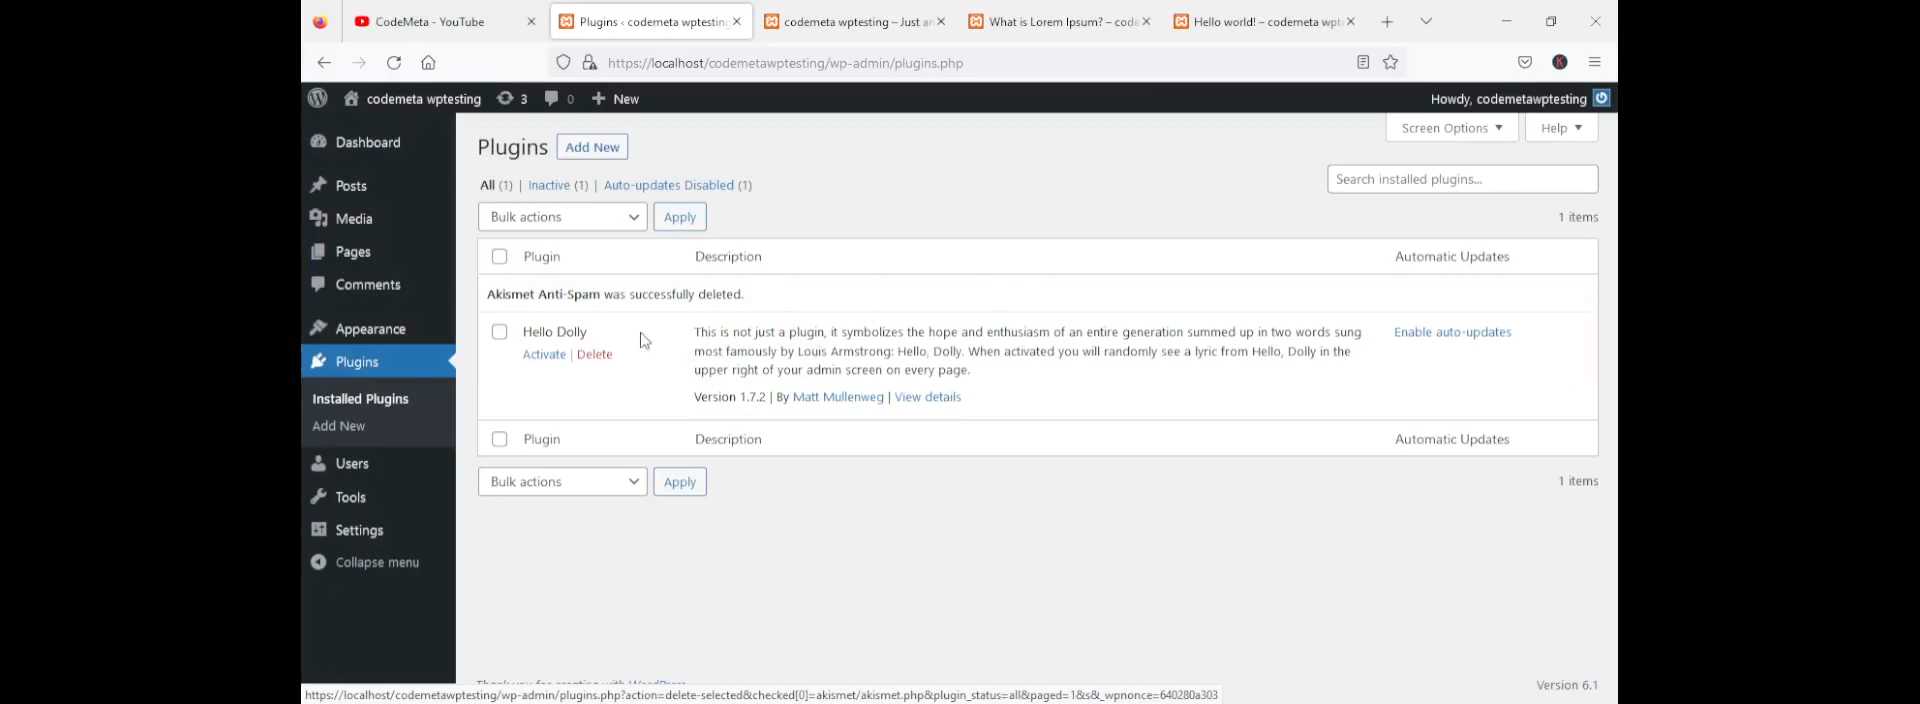 CodeMeta - YouTube
Plugins ‹ codemeta wptesting
codemeta wptesting – Just an
What is Lorem Ipsum? – code
Hello world! – codemeta wpt
https://localhost/codemetawptesting/wp-admin/plugins.php
codemeta wptesting 3 0 New
Howdy, codemetawptesting
Screen Options Help
Dashboard
Posts
Media
Pages
Comments
Appearance
Plugins
Installed Plugins
Add New
Users
Tools
Settings
Collapse menu
Plugins Add New
All (1) | Inactive (1) | Auto-updates Disabled (1)
Search installed plugins...
Bulk actions Apply
1 items
Plugin Description Automatic Updates
Akismet Anti-Spam was successfully deleted.
Hello Dolly
Activate | Delete
This is not just a plugin, it symbolizes the hope and enthusiasm of an entire generation summed up in two words sung
most famously by Louis Armstrong: Hello, Dolly. When activated you will randomly see a lyric from Hello, Dolly in the
upper right of your admin screen on every page.
Version 1.7.2 | By Matt Mullenweg | View details
Enable auto-updates
Plugin Description Automatic Updates
Bulk actions Apply
1 items
Thank you for creating with WordPress
Version 6.1
https://localhost/codemetawptesting/wp-admin/plugins.php?action=delete-selected&checked[0]=akismet/akismet.php&plugin_status=all&paged=1&s&_wpnonce=640280a303